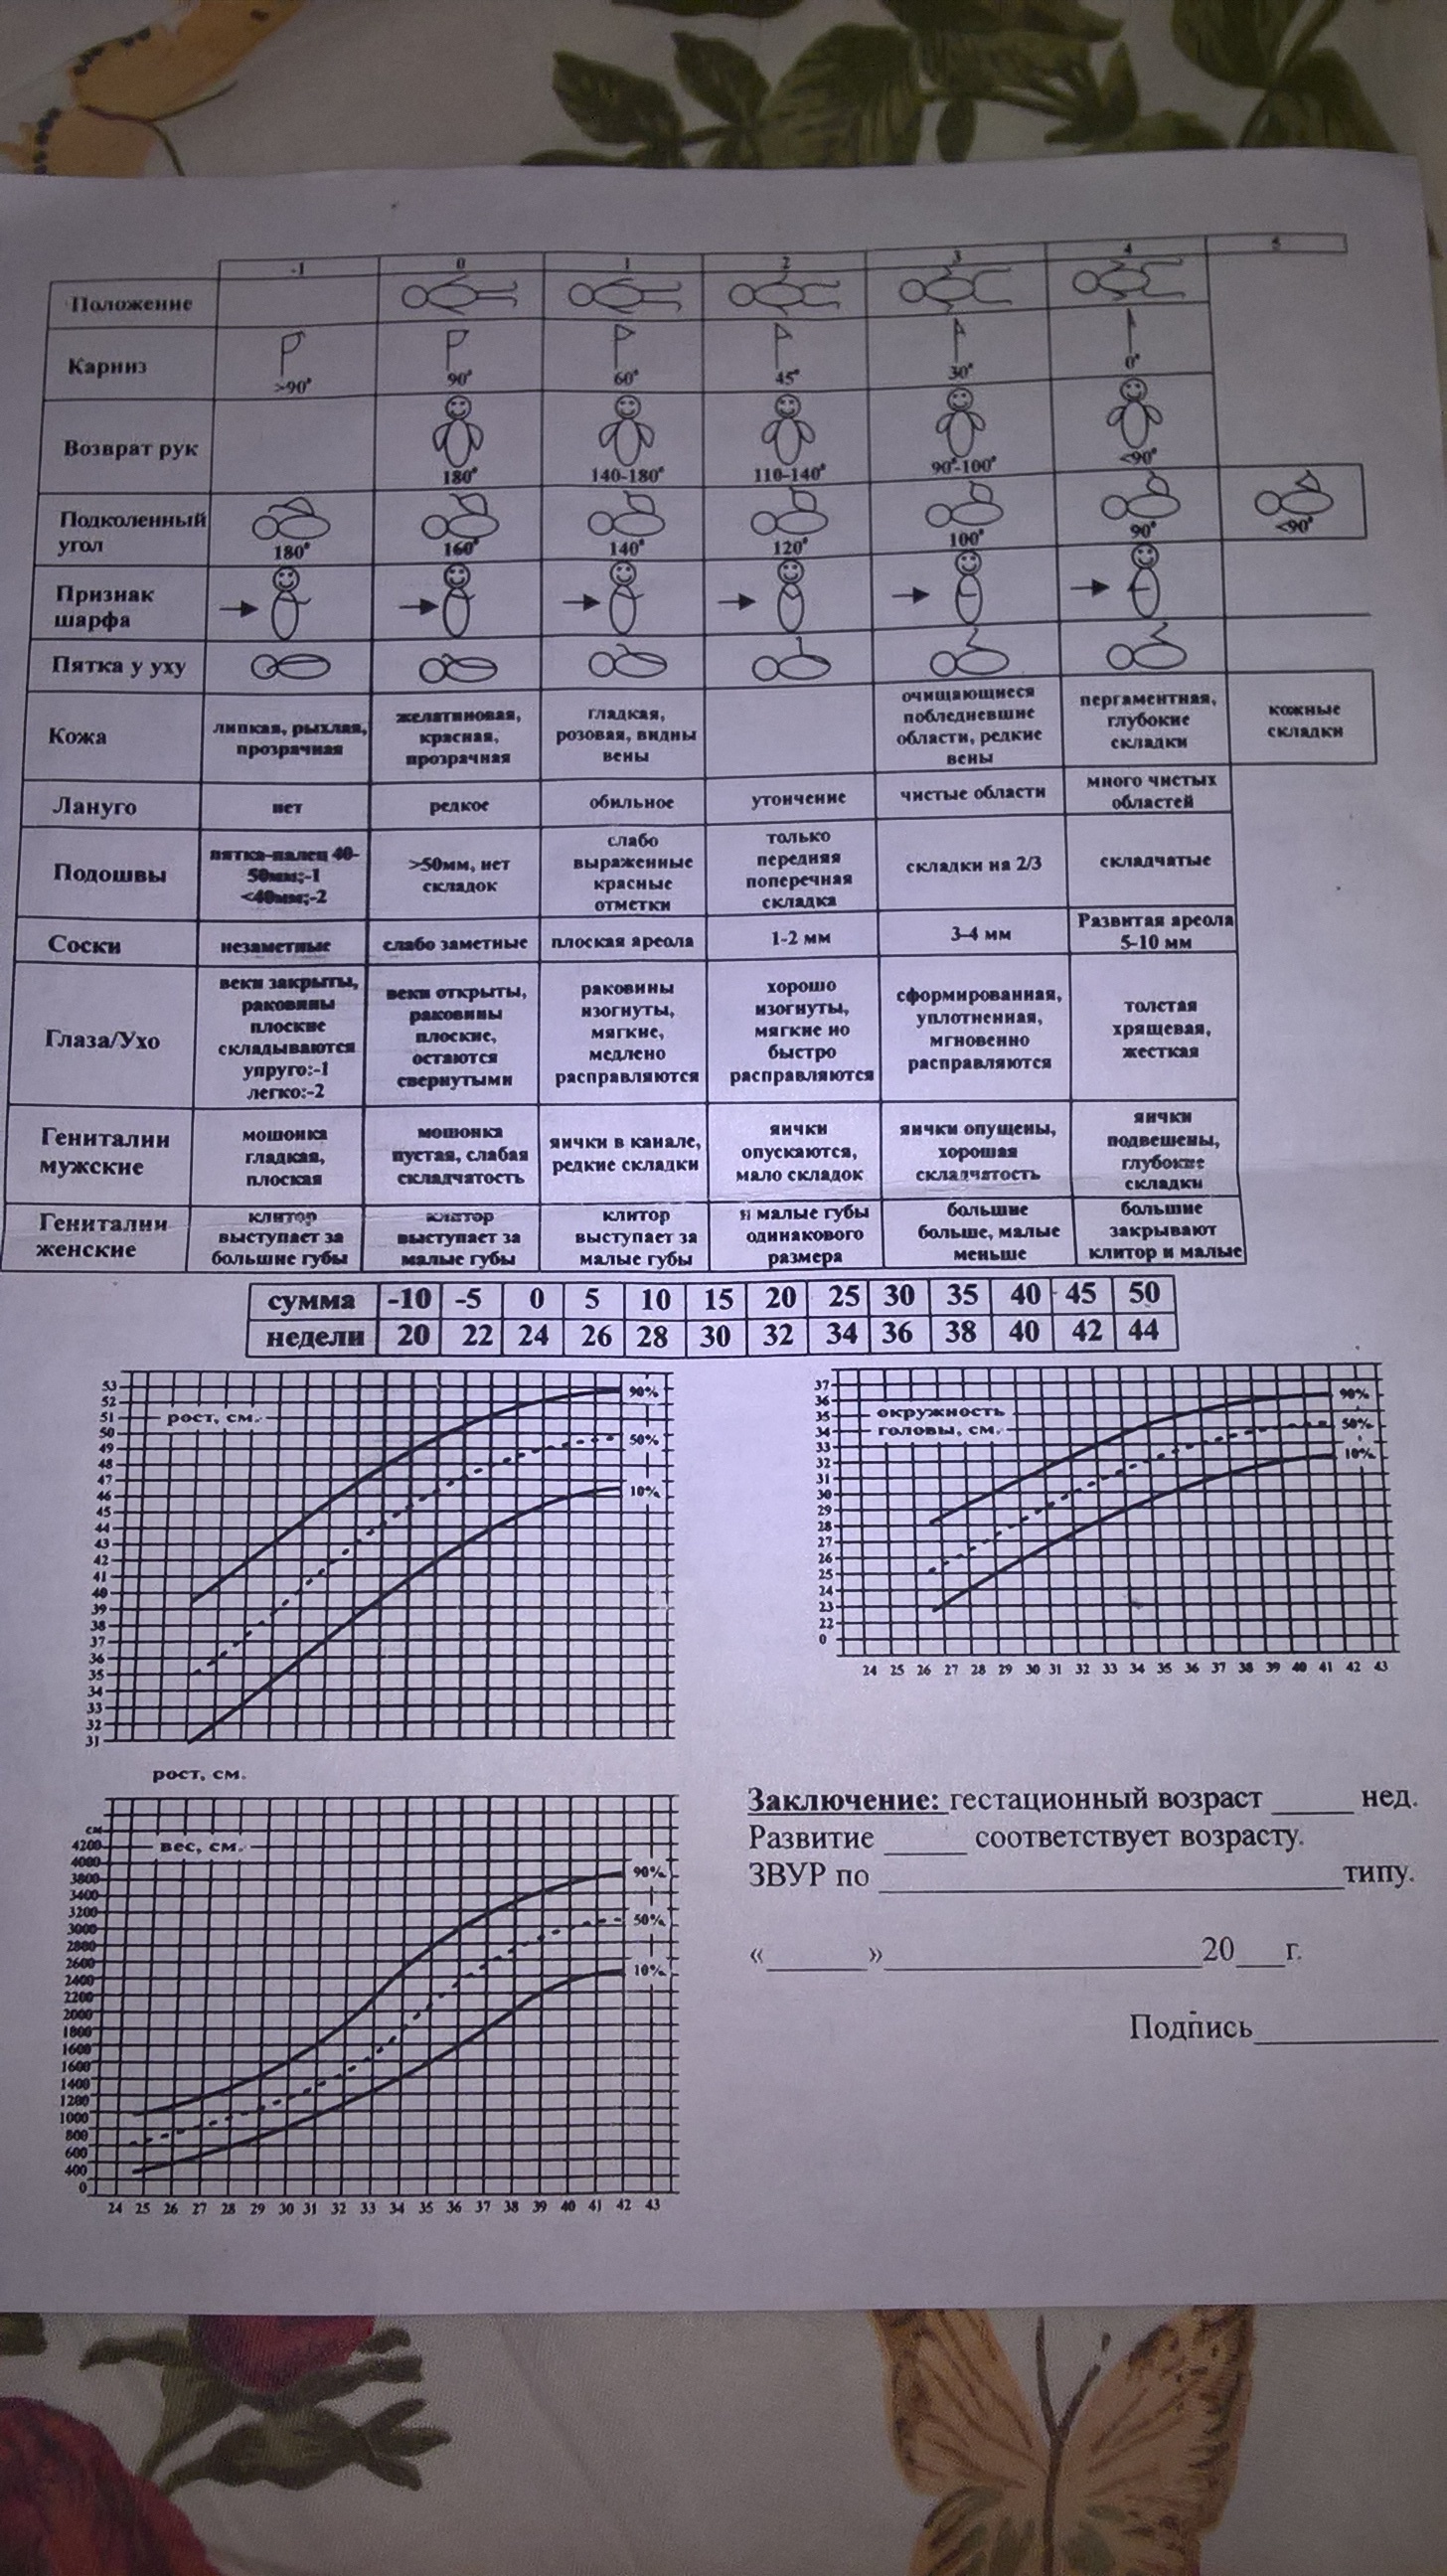 -1 0 1 2 3 4 5
Положение
Карниз >90° 90° 60° 45° 30° 0°
Возврат рук 180° 140-180° 110-140° 90°-100° <90°
Подколенный
угол 180° 160° 140° 120° 100° 90° <90°
Признак
шарфа
Пятка у уху
Кожа
липкая, рыхлая,
прозрачная
желатиновая,
красная,
прозрачная
гладкая,
розовая, видны
вены
очищающиеся
побледневшие
области, редкие
вены
пергаментная,
глубокие
складки
кожные
складки
Лануго нет редкое обильное утончение чистые области
много чистых
областей
Подошвы
пятка-палец 40-
50мм;-1
<40мм;-2
>50мм, нет
складок
слабо
выраженные
красные
отметки
только
передняя
поперечная
складка
складки на 2/3
складчатые
Соски незаметные слабо заметные плоская ареола 1-2 мм 3-4 мм
Развитая ареола
5-10 мм
Глаза/Ухо
веки закрыты,
раковины
плоские
складываются
упруго:-1
легко:-2
веки открыты,
раковины
плоские,
остаются
свернутыми
раковины
изогнуты,
мягкие,
медлено
расправляются
хорошо
изогнуты,
мягкие но
быстро
расправляются
сформированная,
уплотненная,
мгновенно
расправляются
толстая
хрящевая,
жесткая
Гениталии
мужские
мошонка
гладкая,
плоская
мошонка
пустая, слабая
складчатость
яички в канале,
редкие складки
яички
опускаются,
мало складок
яички опущены,
хорошая
складчатость
яички
подвешены,
глубокие
складки
Гениталии
женские
клитор
выступает за
большие губы
клитор
выступает за
малые губы
клитор
выступает за
малые губы
и малые губы
одинакового
размера
большие
больше, малые
меньше
большие
закрывают
клитор и малые
сумма -10 -5 0 5 10 15 20 25 30 35 40 45 50
недели 20 22 24 26 28 30 32 34 36 38 40 42 44
53
52
51
50
49
48
47
46
45
44
43
42
41
40
39
38
37
36
35
34
33
32
31
рост, см.
90%
50%
10%
рост, см.
37
36
35
34
33
32
31
30
29
28
27
26
25
24
23
22
0
окружность
головы, см.
90%
50%
10%
24 25 26 27 28 29 30 31 32 33 34 35 36 37 38 39 40 41 42 43
см
4200
4000
3800
3400
3200
3000
2800
2600
2400
2200
2000
1800
1600
1600
1400
1200
1000
800
600
400
0
вес, см.
90%
50%
10%
24 25 26 27 28 29 30 31 32 33 34 35 36 37 38 39 40 41 42 43
Заключение: гестационный возраст _____ нед.
Развитие _____ соответствует возрасту.
ЗВУР по ____________________________типу.
«______»___________________20___г.
Подпись___________